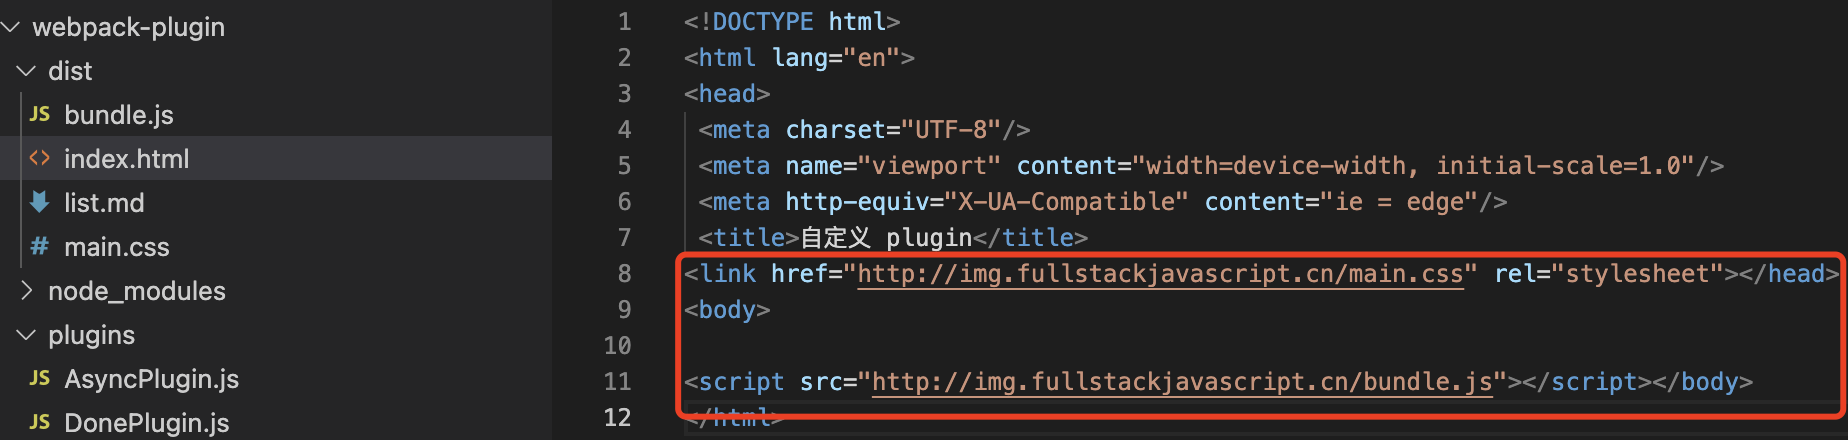 webpack-plugin
dist
JS bundle.js
<> index.html
list.md
# main.css
node_modules
plugins
JS AsyncPlugin.js
JS DonePlugin.js
1 <!DOCTYPE html>
2 <html lang="en">
3 <head>
4 <meta charset="UTF-8"/>
5 <meta name="viewport" content="width=device-width, initial-scale=1.0"/>
6 <meta http-equiv="X-UA-Compatible" content="ie = edge"/>
7 <title>自定义 plugin</title>
8 <link href="http://img.fullstackjavascript.cn/main.css" rel="stylesheet"></head>
9 <body>
10
11 <script src="http://img.fullstackjavascript.cn/bundle.js"></script></body>
12 </html>